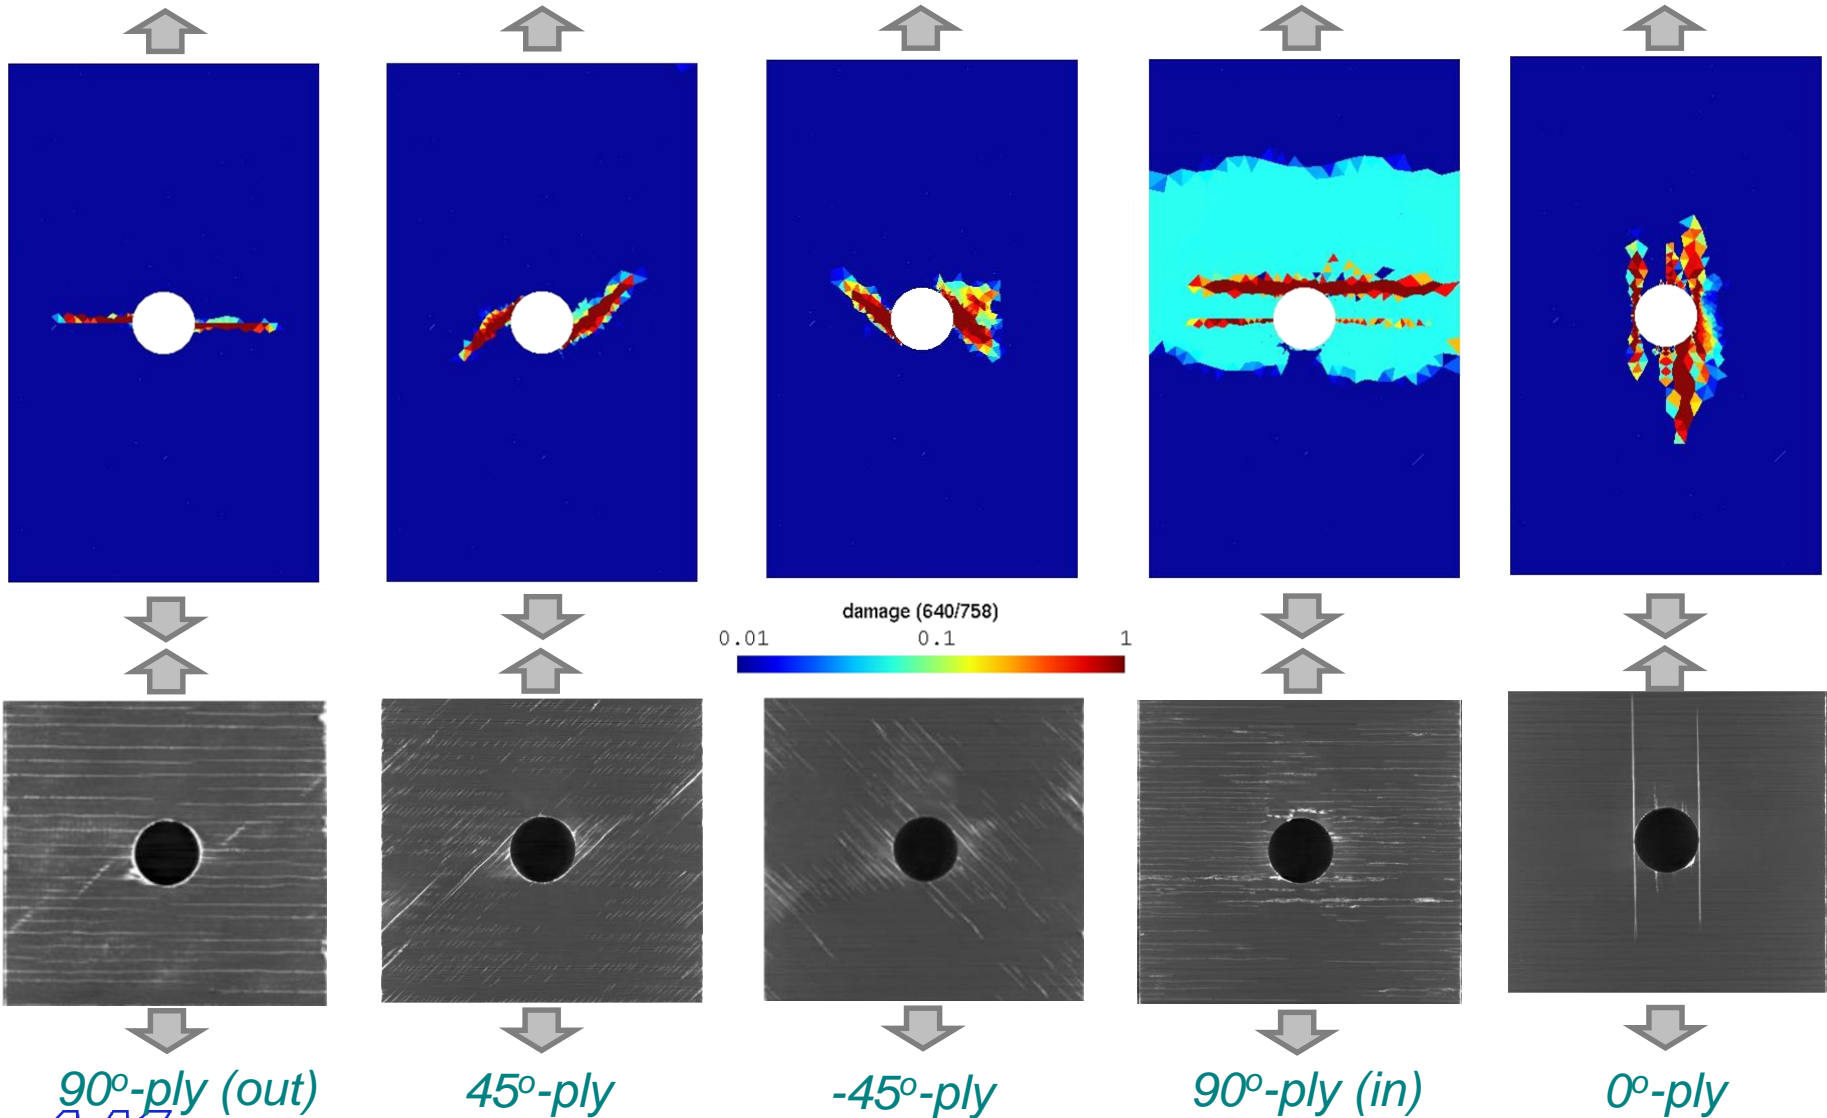 damage (640/758)
0.01 0.1 1
90º-ply (out) 45º-ply -45º-ply 90º-ply (in) 0º-ply